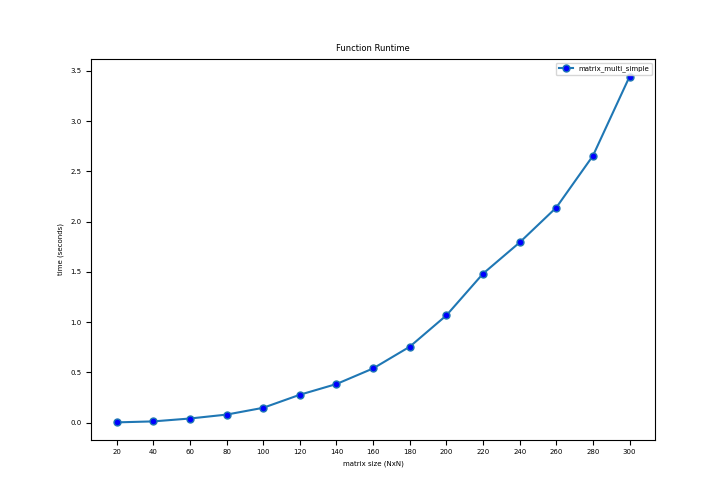 Function Runtime
matrix_multi_simple
3.5
3.0
2.5
2.0
1.5
1.0
0.5
0.0
time (seconds)
20 40 60 80 100 120 140 160 180 200 220 240 260 280 300
matrix size (NxN)